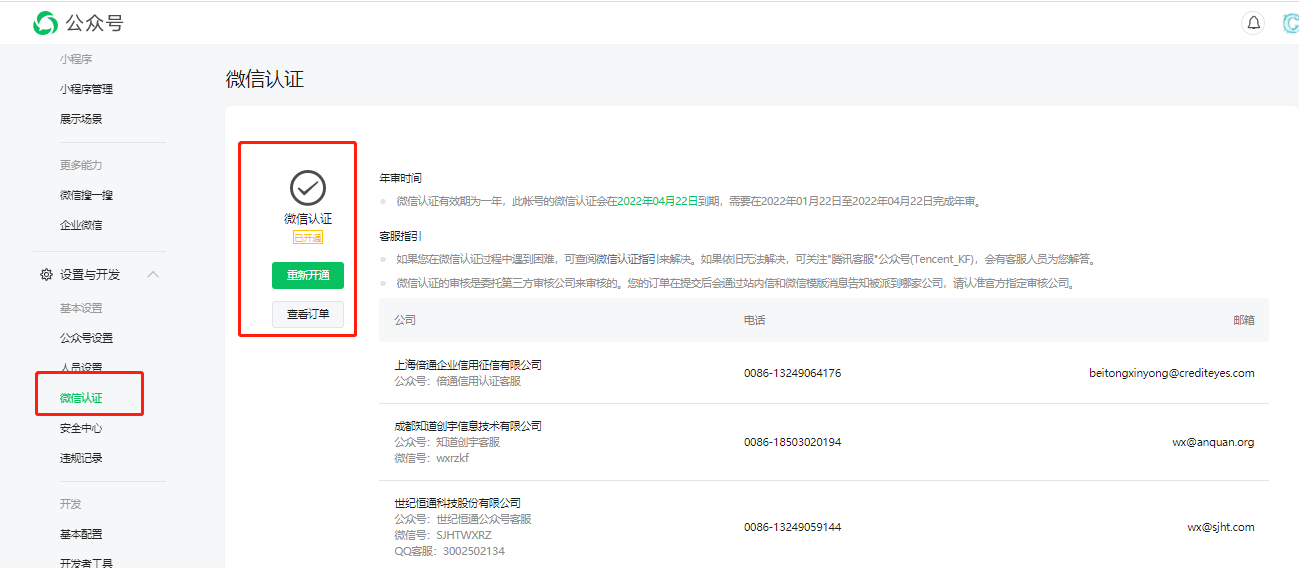 公众号
小程序
小程序管理
展示场景
更多能力
微信搜一搜
企业微信
设置与开发
基本设置
公众号设置
人员设置
微信认证
安全中心
违规记录
开发
基本配置
开发者工具
微信认证
微信认证
已开通
重新开通
查看订单
年审时间
微信认证有效期为一年，此帐号的微信认证会在2022年04月22日到期，需要在2022年01月22日至2022年04月22日完成年审。
客服指引
如果您在微信认证过程中遇到困难，可查阅微信认证指引来解决。如果依旧无法解决，可关注"腾讯客服"公众号(Tencent_KF)，会有客服人员为您解答。
微信认证的审核是委托第三方审核公司来审核的。您的订单在提交后会通过站内信和微信模版消息告知被派到哪家公司，请认准官方指定审核公司。
公司 电话 邮箱
上海倍通企业信用征信有限公司
公众号：倍通信用认证客服
0086-13249064176 beitongxinyong@crediteyes.com
成都知道创宇信息技术有限公司
公众号：知道创宇客服
微信号：wxrzkf
0086-18503020194 wx@anquan.org
世纪恒通科技股份有限公司
公众号：世纪恒通公众号客服
微信号：SJHTWXRZ
QQ客服：3002502134
0086-13249059144 wx@sjht.com